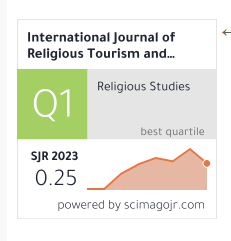 International Journal of
Religious Tourism and...
Q1
Religious Studies
best quartile
SJR 2023
0.25
powered by scimagojr.com